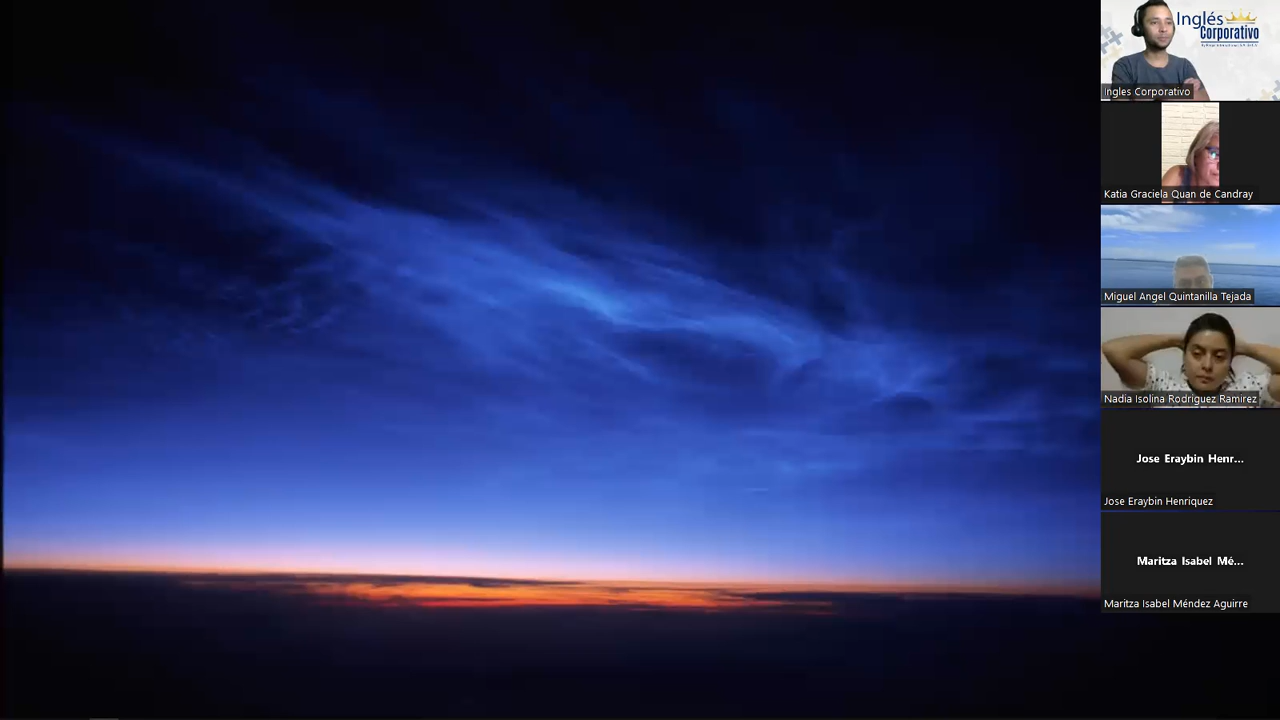 Inglés
Corporativo
Ingles Corporativo
Katia Graciela Quan de Candray
Miguel Angel Quintanilla Tejada
Nadia Isolina Rodriguez Ramirez
Jose Eraybin Henr...
Jose Eraybin Henriquez
Maritza Isabel Mé...
Maritza Isabel Méndez Aguirre